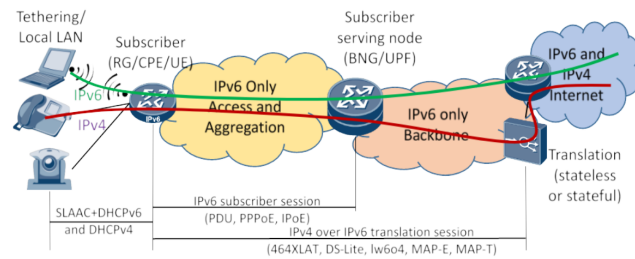 Tethering/
Local LAN
Subscriber
(RG/CPE/UE)
Subscriber
serving node
(BNG/UPF)
IPv6 and
IPv4
Internet
IPv6
IPv4
IPv6
IPv6 Only
Access and
Aggregation
IPv6 only
Backbone
Translation
(stateless
or stateful)
SLAAC+DHCPv6
and DHCPv4
IPv6 subscriber session
(PDU, PPPoE, IPoE)
IPv4 over IPv6 translation session
(464XLAT, DS-Lite, lw6o4, MAP-E, MAP-T)